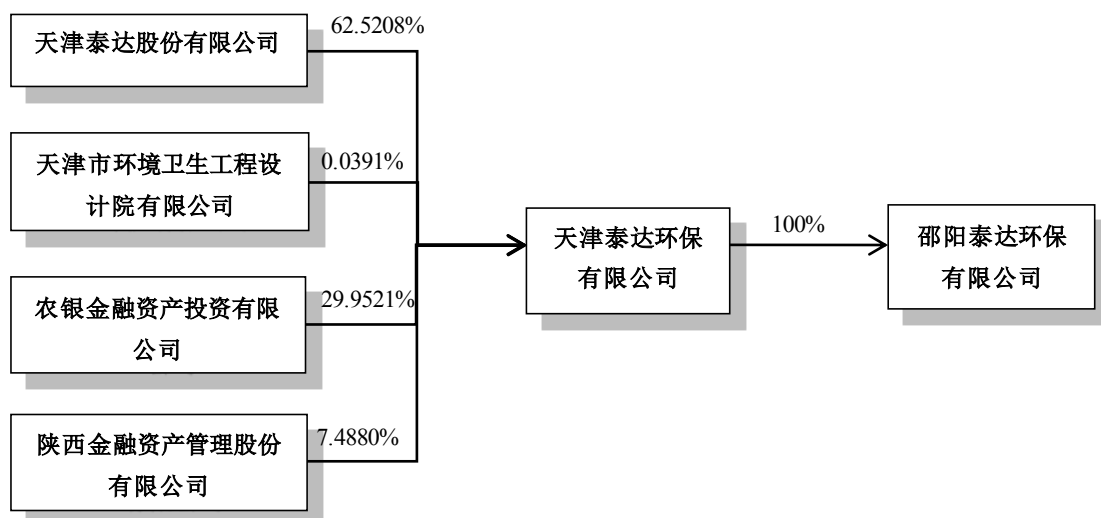 天津泰达股份有限公司
62.5208%
天津市环境卫生工程设
计院有限公司
0.0391%
农银金融资产投资有限
公司
29.9521%
陕西金融资产管理股份
有限公司
7.4880%
天津泰达环保
有限公司
100%
邵阳泰达环保
有限公司